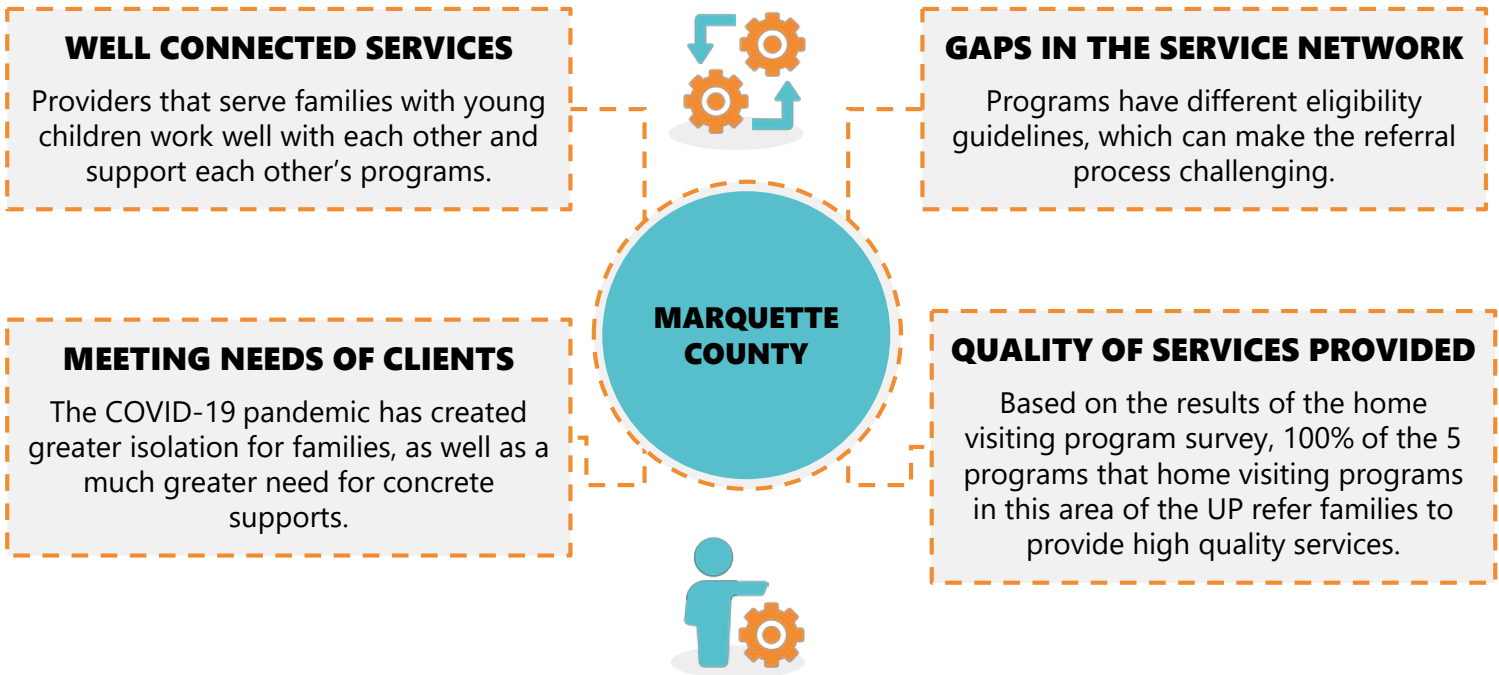 WELL CONNECTED SERVICES
Providers that serve families with young
children work well with each other and
support each other's programs.
GAPS IN THE SERVICE NETWORK
Programs have different eligibility
guidelines, which can make the referral
process challenging.
MARQUETTE
COUNTY
MEETING NEEDS OF CLIENTS
The COVID-19 pandemic has created
greater isolation for families, as well as a
much greater need for concrete
supports.
QUALITY OF SERVICES PROVIDED
Based on the results of the home
visiting program survey, 100% of the 5
programs that home visiting programs
in this area of the UP refer families to
provide high quality services.